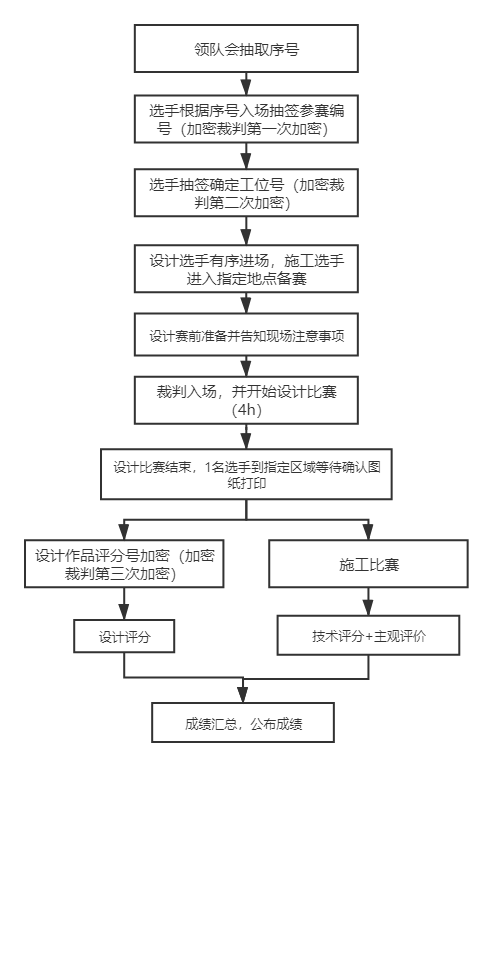 领队会抽取序号
选手根据序号入场抽签参赛编
号（加密裁判第一次加密）
选手抽签确定工位号（加密裁
判第二次加密）
设计选手有序进场，施工选手
进入指定地点备赛
设计赛前准备并告知现场注意事项
裁判入场，并开始设计比赛
（4h）
设计比赛结束，1名选手到指定区域等待确认图
纸打印
设计作品评分号加密（加密
裁判第三次加密）
施工比赛
设计评分
技术评分+主观评价
成绩汇总，公布成绩